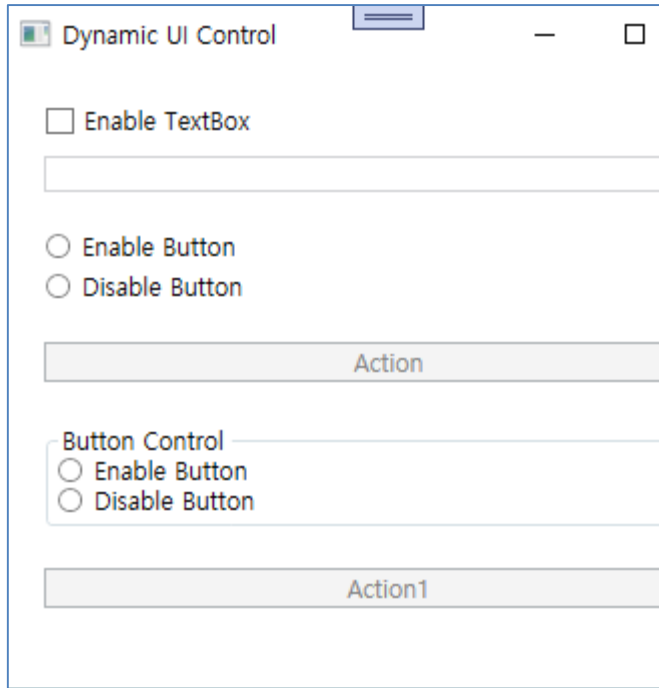 Dynamic UI Control
Enable TextBox
Enable Button
Disable Button
Action
Button Control
Enable Button
Disable Button
Action1